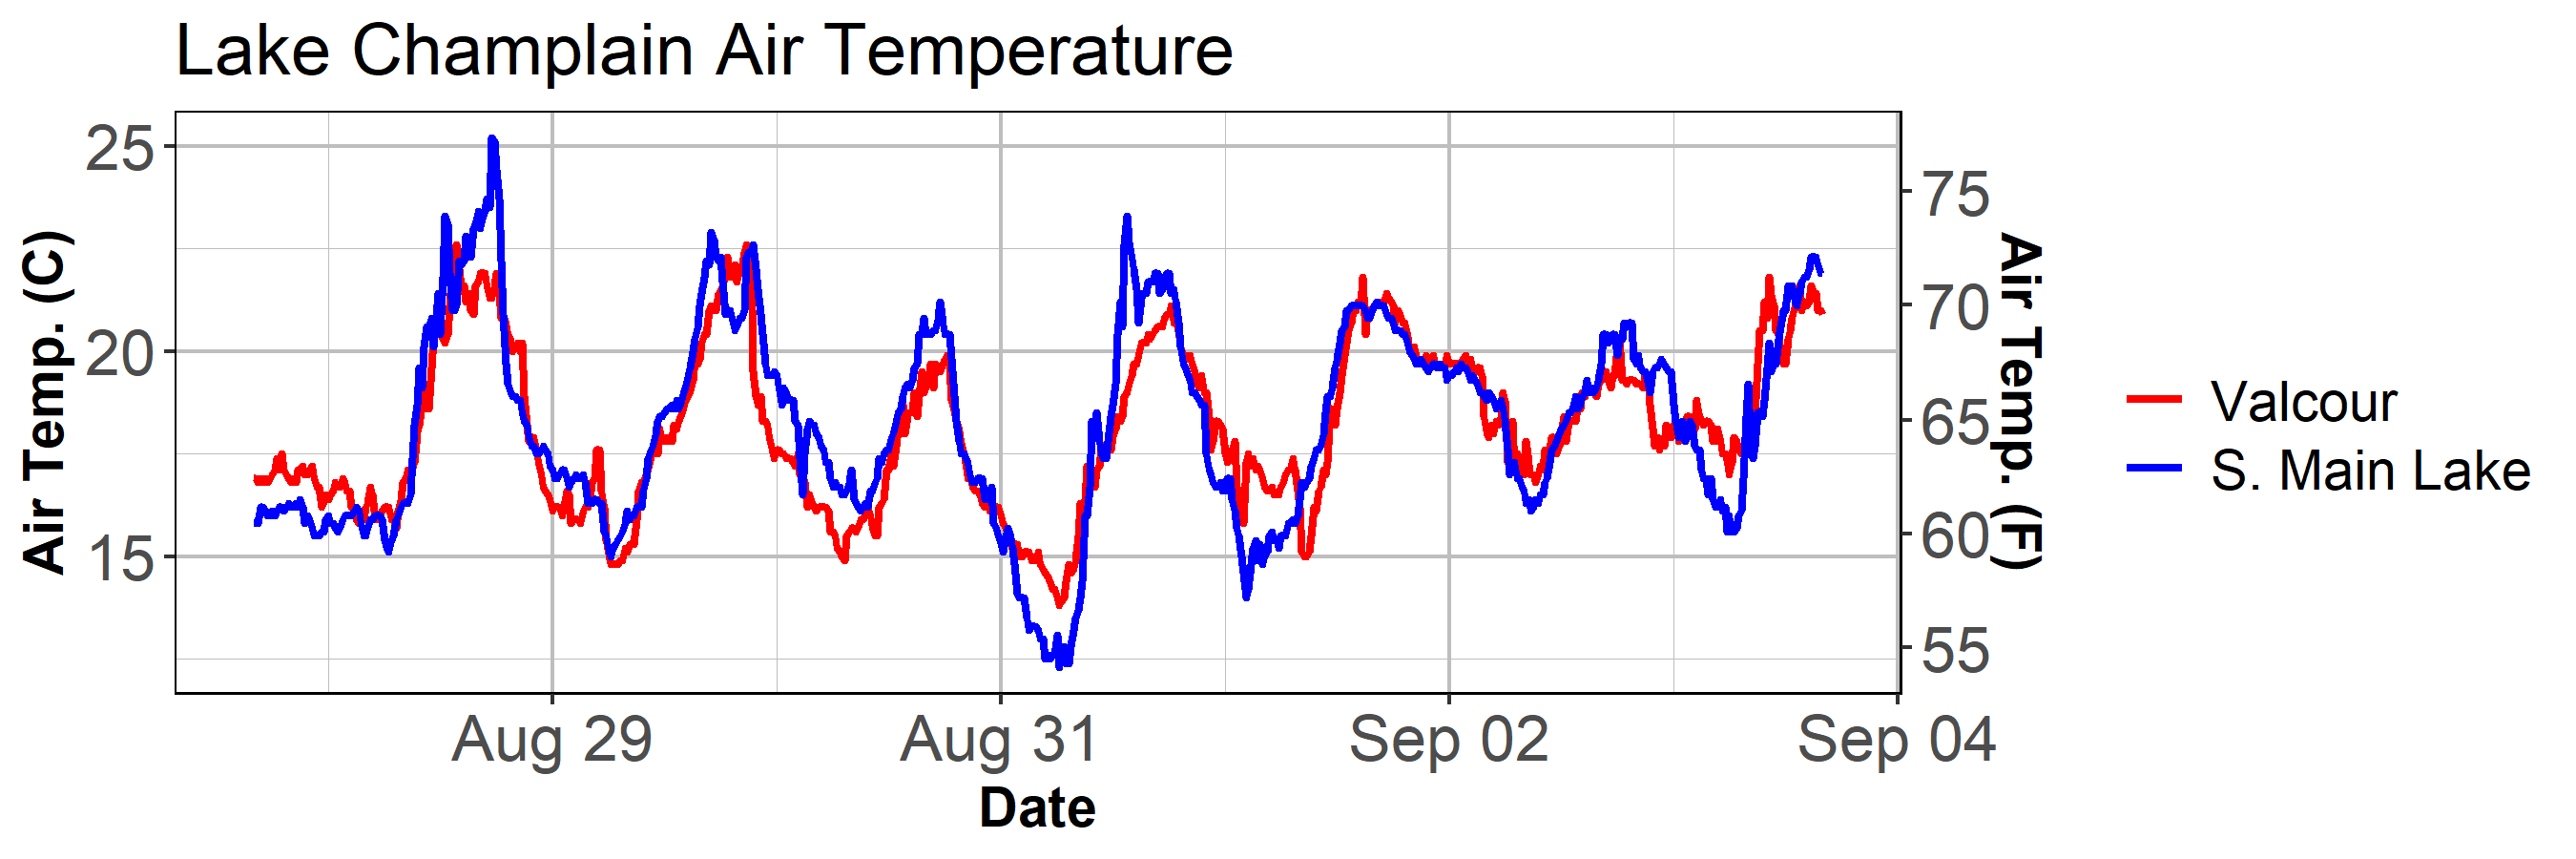 Lake Champlain Air Temperature
Air Temp. (C)
25
20
15
75
70
65
60
55
Air Temp. (F)
Aug 29
Aug 31
Sep 02
Sep 04
Date
Valcour
S. Main Lake